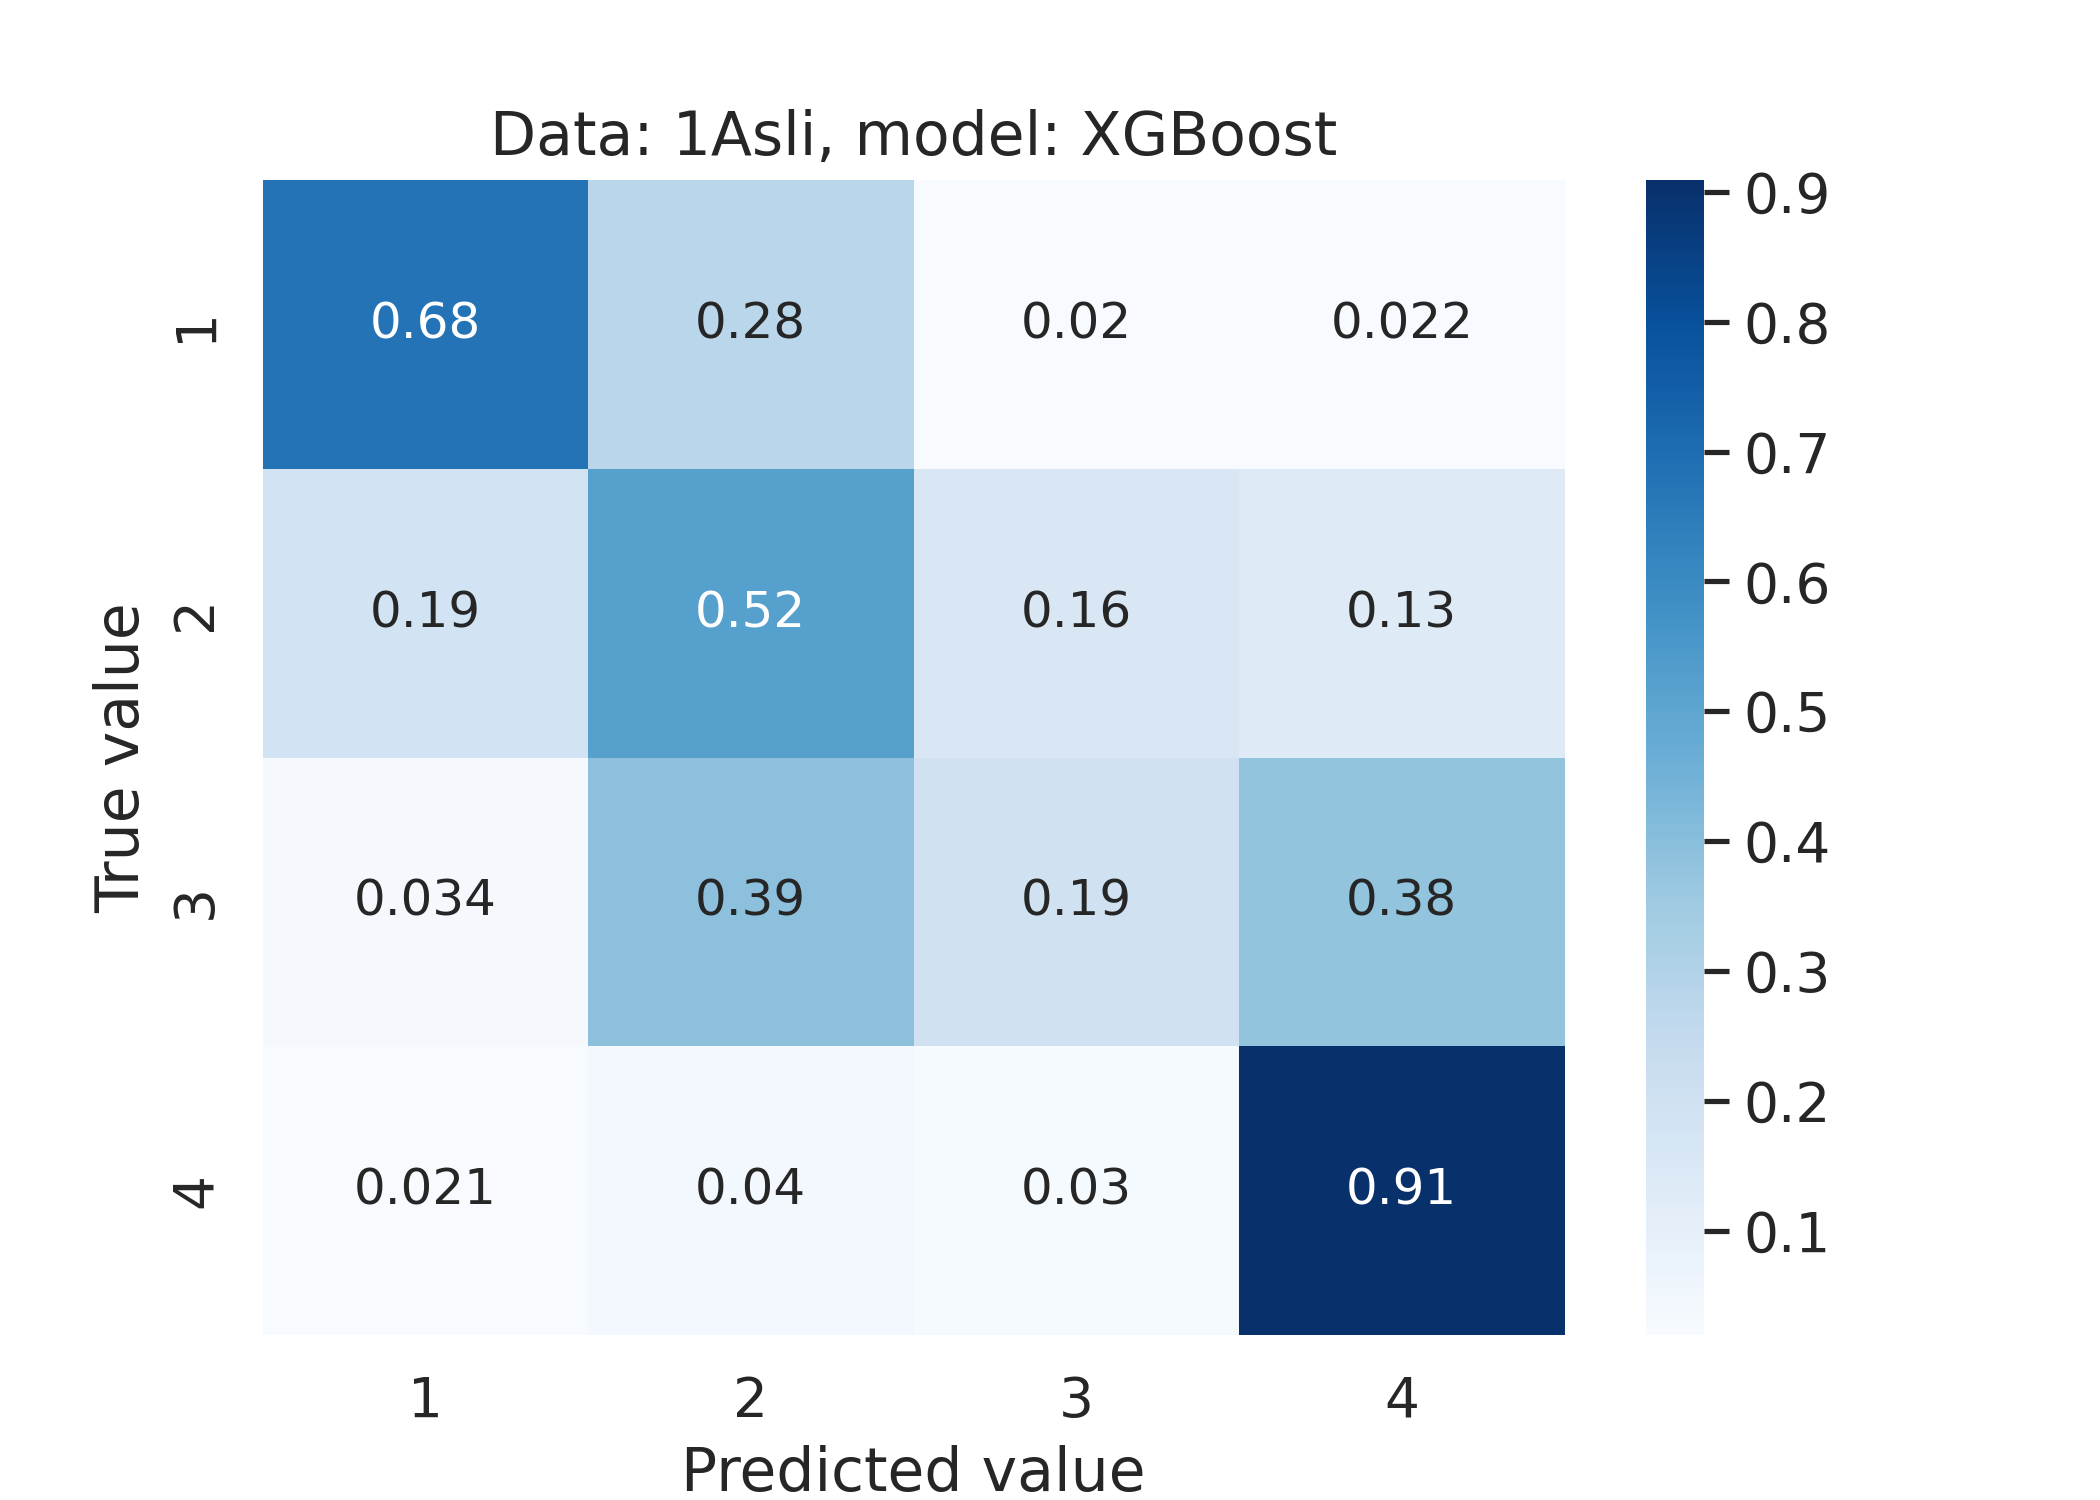 Data: 1Asli, model: XGBoost
0.68 0.28 0.02 0.022
0.19 0.52 0.16 0.13
0.034 0.39 0.19 0.38
0.021 0.04 0.03 0.91
1
2
3
4
True value
1 2 3 4
Predicted value
0.9
0.8
0.7
0.6
0.5
0.4
0.3
0.2
0.1